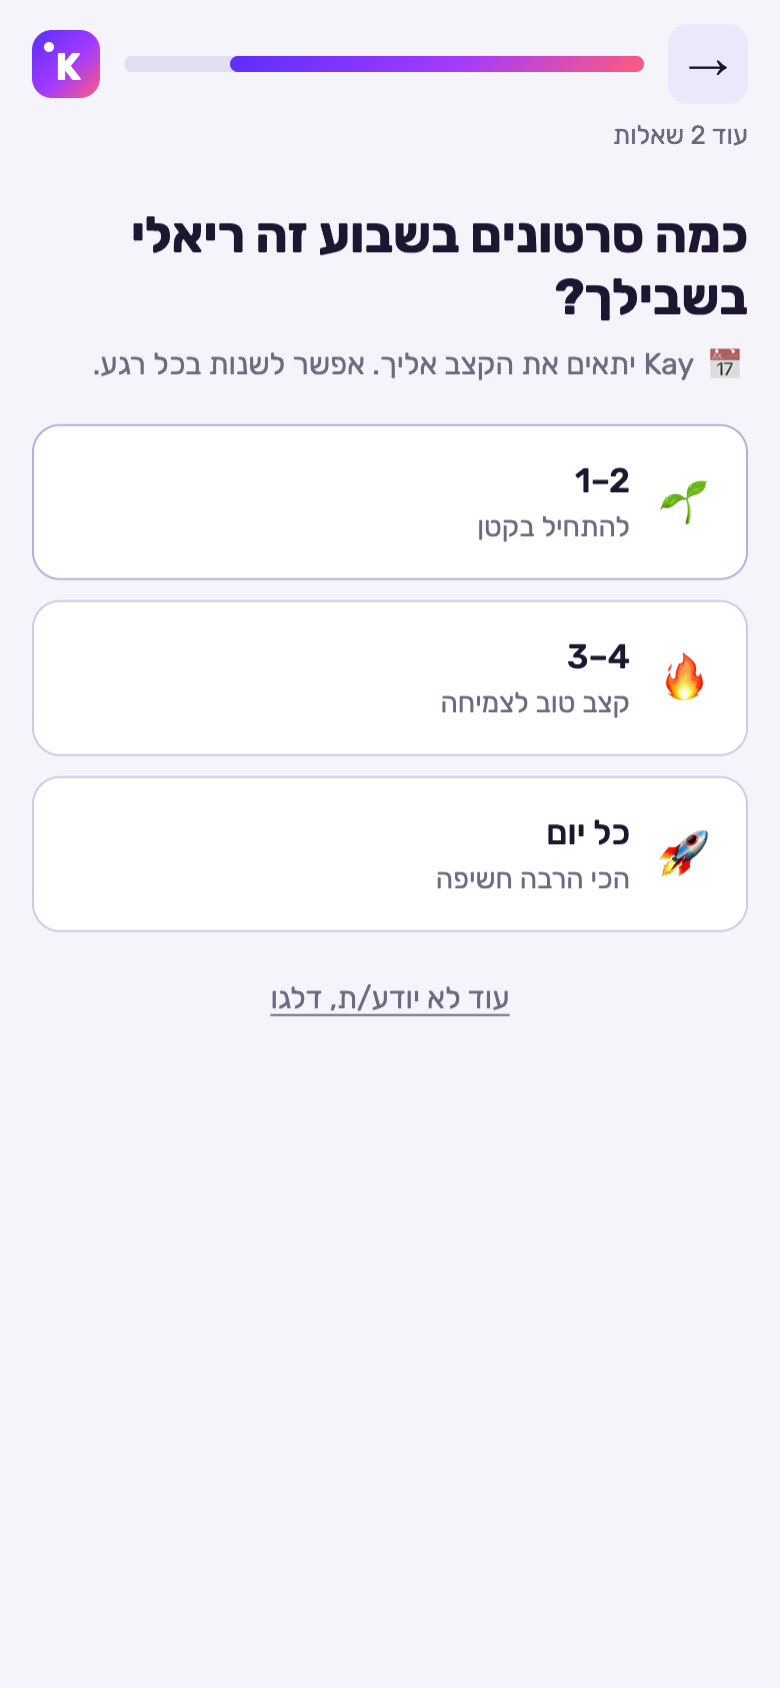 K
עוד 2 שאלות
כמה סרטונים בשבוע זה ריאלי
בשבילך?
📅 Kay יתאים את הקצב אליך. אפשר לשנות בכל רגע.
1–2
להתחיל בקטן
3–4
קצב טוב לצמיחה
כל יום
הכי הרבה חשיפה
עוד לא יודע/ת, דלגו